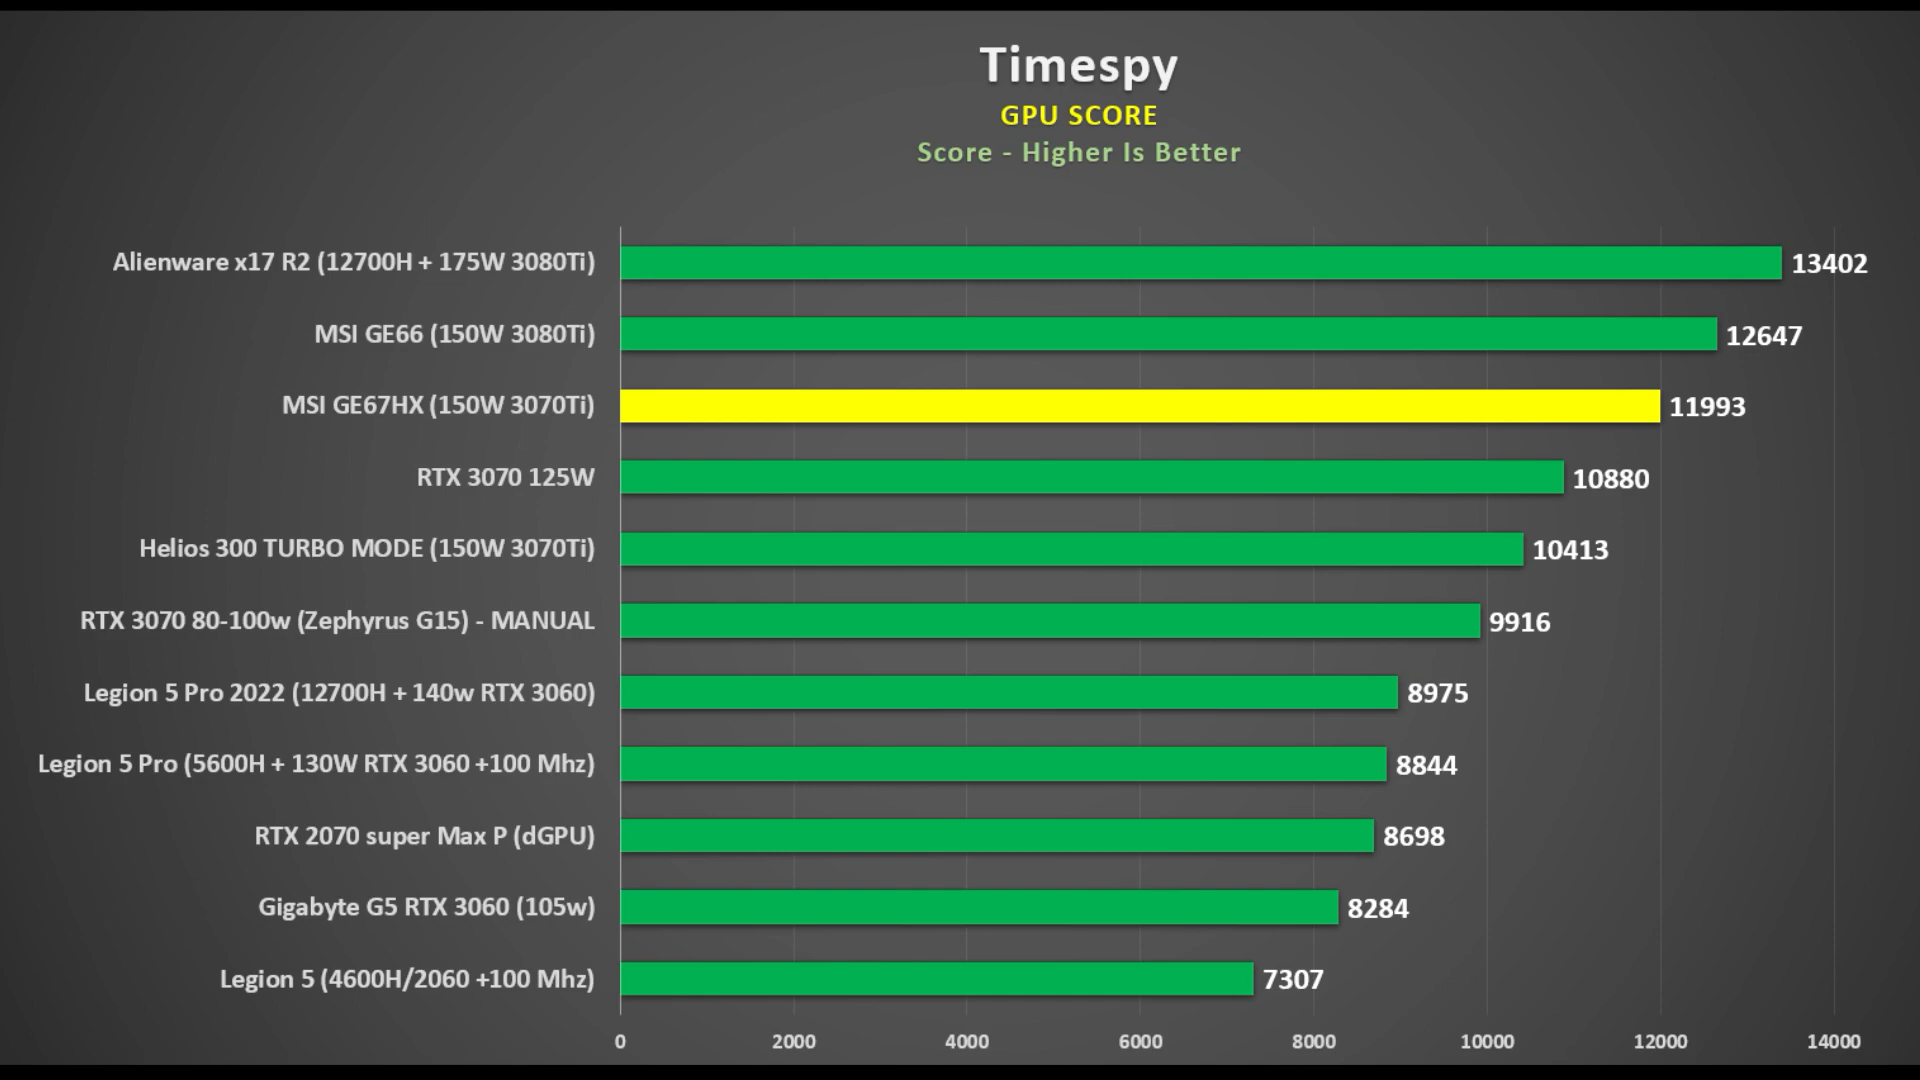 Timespy
GPU SCORE
Score - Higher Is Better
Alienware x17 R2 (12700H + 175W 3080Ti) 13402
MSI GE66 (150W 3080Ti) 12647
MSI GE67HX (150W 3070Ti) 11993
RTX 3070 125W 10880
Helios 300 TURBO MODE (150W 3070Ti) 10413
RTX 3070 80-100w (Zephyrus G15) - MANUAL 9916
Legion 5 Pro 2022 (12700H + 140w RTX 3060) 8975
Legion 5 Pro (5600H + 130W RTX 3060 +100 Mhz) 8844
RTX 2070 super Max P (dGPU) 8698
Gigabyte G5 RTX 3060 (105w) 8284
Legion 5 (4600H/2060 +100 Mhz) 7307
0 2000 4000 6000 8000 10000 12000 14000